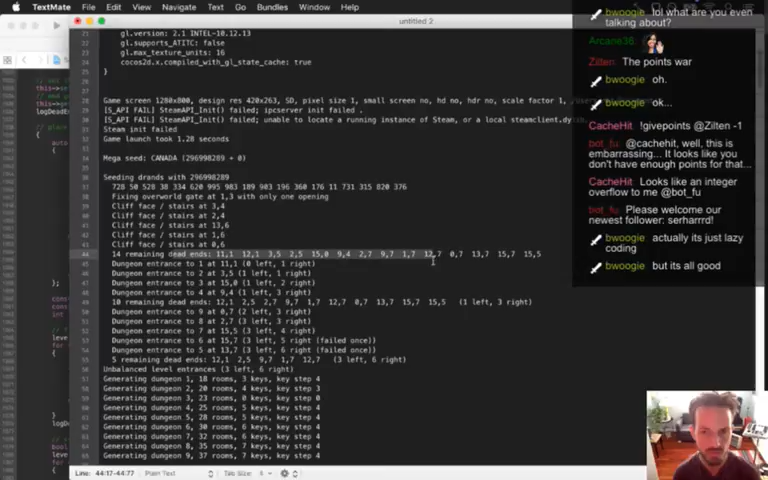 TextMate File Edit View Navigate Text Go Bundles Window Help
untitled 2
gl.version: 2.1 INTEL-10.12.13
gl.supports_ATITC: false
gl.max_texture_units: 16
cocos2d.x.compiled_with_gl_state_cache: true
}
Game screen 1280x800, design res 420x263, SD, pixel size 1, small screen no, hd no, hdr no, scale factor 1,
[S_API FAIL] SteamAPI_Init() failed; ipcserver init failed .
[S_API FAIL] SteamAPI_Init() failed; unable to locate a running instance of Steam, or a local steamclient.dylib.
Steam init failed
Game launch took 1.28 seconds
Mega seed: CANADA (296998289 + 0)
Seeding drands with 296998289
728 50 528 38 334 620 995 983 189 903 196 360 176 11 731 315 820 376
Fixing overworld gate at 1,3 with only one opening
Cliff face / stairs at 3,4
Cliff face / stairs at 2,4
Cliff face / stairs at 13,6
Cliff face / stairs at 1,6
Cliff face / stairs at 0,6
14 remaining dead ends: 11,1 12,1 3,5 2,5 15,0 9,4 2,7 9,7 1,7 12,7 0,7 13,7 15,7 15,5
Dungeon entrance to 1 at 11,1 (0 left, 1 right)
Dungeon entrance to 2 at 3,5 (1 left, 1 right)
Dungeon entrance to 3 at 15,0 (1 left, 2 right)
Dungeon entrance to 4 at 9,4 (1 left, 3 right)
10 remaining dead ends: 12,1 2,5 2,7 9,7 1,7 12,7 0,7 13,7 15,7 15,5 (1 left, 3 right)
Dungeon entrance to 9 at 0,7 (2 left, 3 right)
Dungeon entrance to 8 at 2,7 (3 left, 3 right)
Dungeon entrance to 7 at 15,5 (3 left, 4 right)
Dungeon entrance to 6 at 15,7 (3 left, 5 right (failed once))
Dungeon entrance to 5 at 13,7 (3 left, 6 right (failed once))
5 remaining dead ends: 12,1 2,5 9,7 1,7 12,7 (3 left, 6 right)
Unbalanced level entrances (3 left, 6 right)
Generating dungeon 1, 18 rooms, 3 keys, key step 4
Generating dungeon 2, 20 rooms, 4 keys, key step 3
Generating dungeon 3, 23 rooms, 0 keys, key step 0
Generating dungeon 4, 25 rooms, 5 keys, key step 4
Generating dungeon 5, 28 rooms, 5 keys, key step 4
Generating dungeon 6, 30 rooms, 6 keys, key step 4
Generating dungeon 7, 32 rooms, 6 keys, key step 4
Generating dungeon 8, 35 rooms, 7 keys, key step 4
Generating dungeon 9, 37 rooms, 7 keys, key step 4
Line: 44:17-44:77 Plain Text Tab Size:
bwoogie lol what are you even
talking about?
Arcane36
Zilten The points war
bwoogie oh.
bwoogie ok...
CacheHit !givepoints @Zilten -1
bot_fu @cachehit, well, this is
embarrassing... It looks like you
don't have enough points for that...
CacheHit Looks like an integer
overflow to me @bot_fu
bot_fu Please welcome our
newest follower: serharrrd!
bwoogie actually its just lazy
coding
bwoogie but its all good